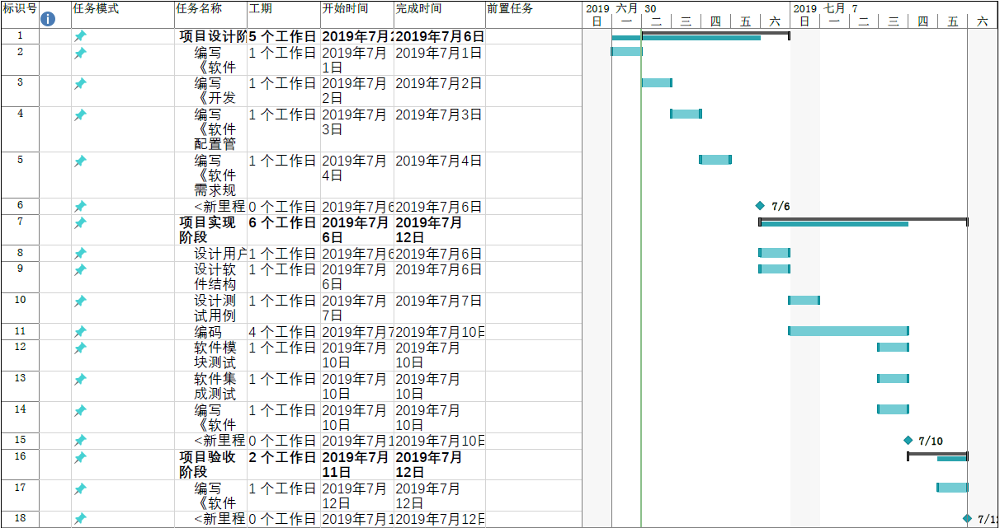 标识号 任务模式 任务名称 工期 开始时间 完成时间 前置任务 2019 六月 30 2019 七月 7
日 一 二 三 四 五 六 日 一 二 三 四 五 六
1 项目设计阶 5 个工作日 2019年7月2 2019年7月6日
2 编写 1 个工作日 2019年7月 2019年7月1日
《软件 1日
3 编写 1 个工作日 2019年7月 2019年7月2日
《开发 2日
4 编写 1 个工作日 2019年7月 2019年7月3日
《软件 3日
配置管
5 编写 1 个工作日 2019年7月 2019年7月4日
《软件 4日
需求规
6 <新里程 0 个工作日 2019年7月6 2019年7月6日 7/6
7 项目实现 6 个工作日 2019年7月 2019年7月
阶段 6日 12日
8 设计用户 1 个工作日 2019年7月6 2019年7月6日
9 设计软 1 个工作日 2019年7月 2019年7月6日
件结构 6日
10 设计测 1 个工作日 2019年7月 2019年7月7日
试用例 7日
11 编码 4 个工作日 2019年7月7 2019年7月10日
12 软件模 1 个工作日 2019年7月 2019年7月
块测试 10日 10日
13 软件集 1 个工作日 2019年7月 2019年7月
成测试 10日 10日
14 编写 1 个工作日 2019年7月 2019年7月
《软件 10日 10日
15 <新里程 0 个工作日 2019年7月1 2019年7月10日 7/10
16 项目验收 2 个工作日 2019年7月 2019年7月
阶段 11日 12日
17 编写 1 个工作日 2019年7月 2019年7月
《软件 12日 12日
18 <新里程 0 个工作日 2019年7月1 2019年7月12日 7/12